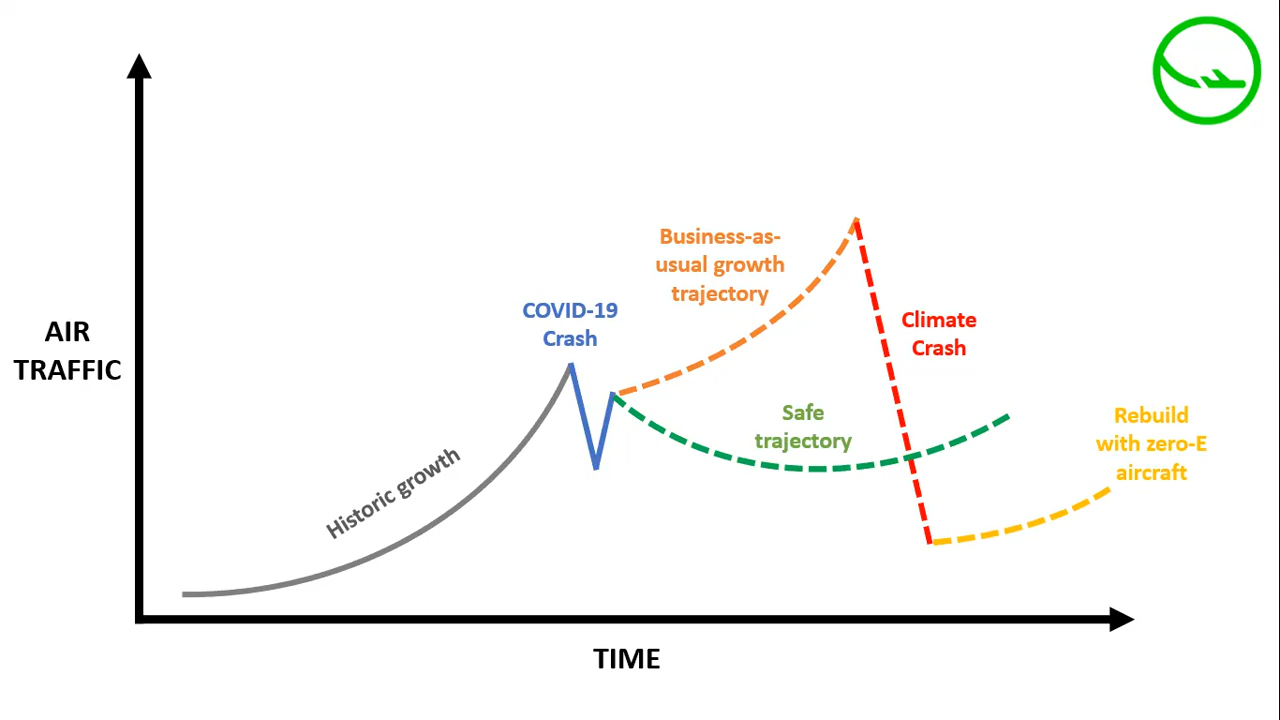 Business-as-
usual growth
trajectory
COVID-19
Crash
Climate
Crash
AIR
TRAFFIC
Safe
trajectory
Rebuild
with zero-E
aircraft
Historic growth
TIME